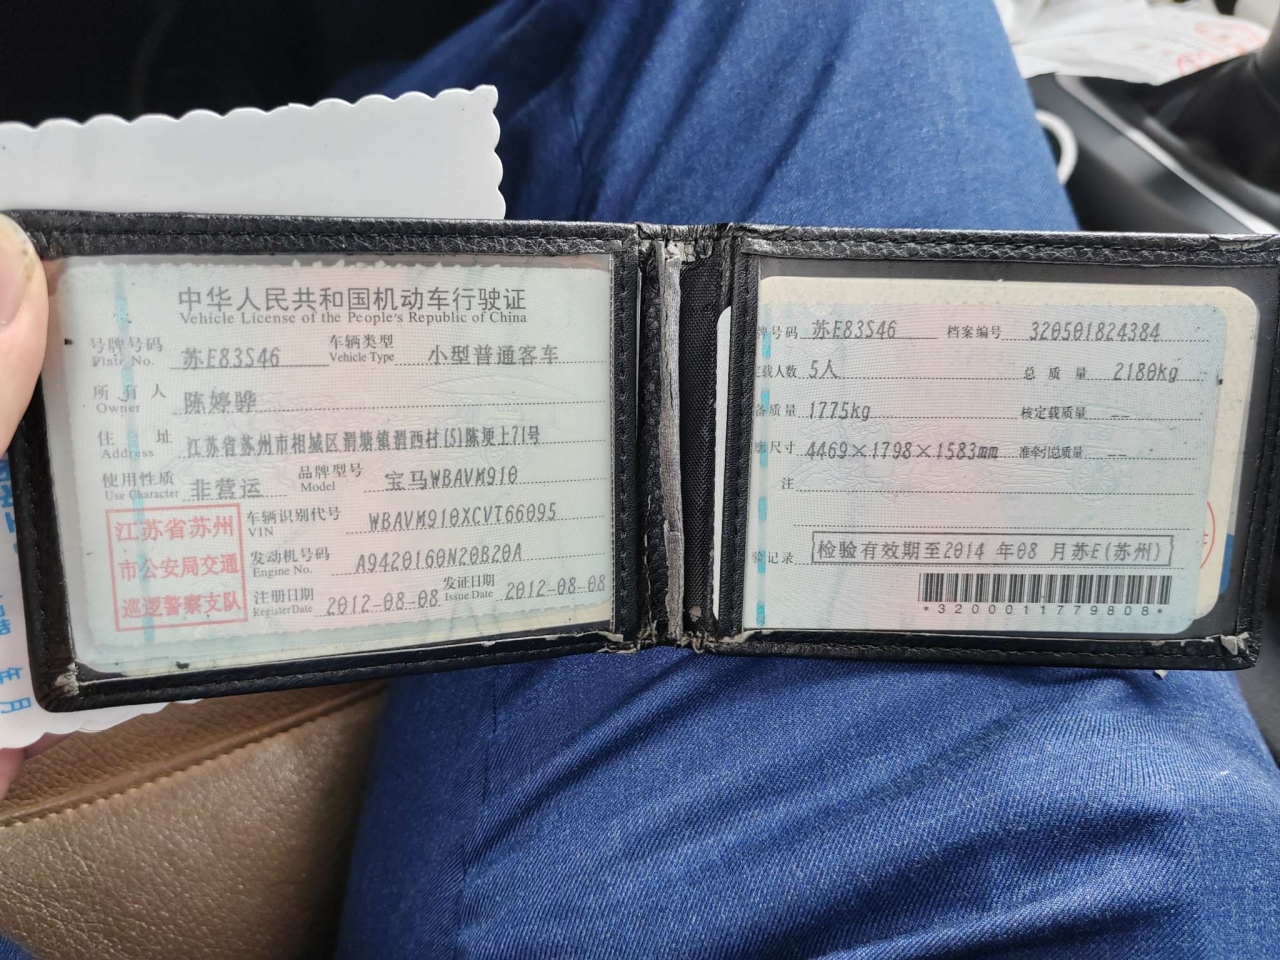 中华人民共和国机动车行驶证
Vehicle License of the People's Republic of China
号牌号码 苏E83S46 车辆类型 小型普通客车
Plate No. Vehicle Type
所有人 陈婷骅
Owner
住址 江苏省苏州市相城区渭塘镇渭西村(5)陈埂上71号
Address
使用性质 非营运 品牌型号 宝马WBAVM910
Use Character Model
江苏省苏州
市公安局交通
巡逻警察支队
车辆识别代号 WBAVM910XCVT66095
VIN
发动机号码 A9420160N20B20A
Engine No.
注册日期 2012-08-08 发证日期 2012-08-08
Register Date Issue Date
牌号码 苏E83S46 档案编号 320501824384
载人数 5人 总质量 2180kg
备质量 1775kg 核定载质量 --
廓尺寸 4469×1798×1583mm 准牵引总质量 --
注
验记录 检验有效期至2014年08月苏E(苏州)
*3200011779808*